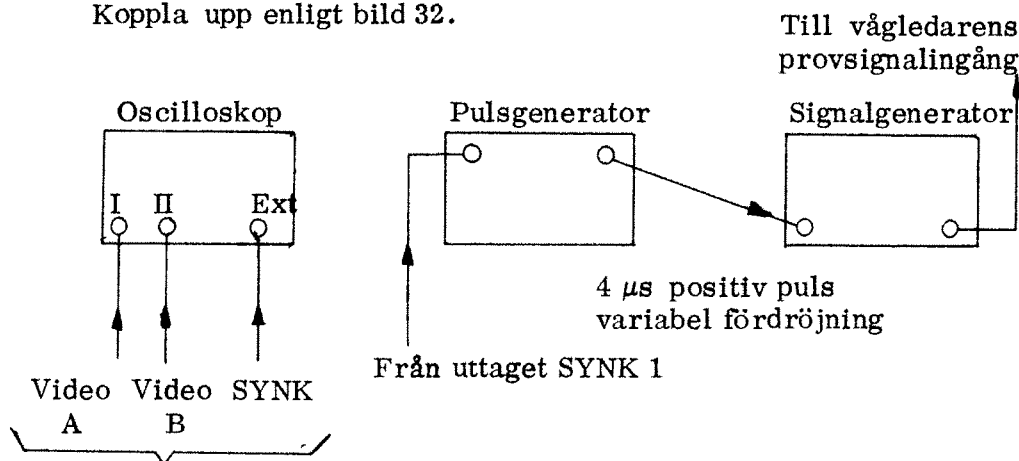 Koppla upp enligt bild 32.
Till vågledarens
provsignalingång
Oscilloskop
Pulsgenerator
Signalgenerator
I II Ext
4 μs positiv puls
variabel fördröjning
Från uttaget SYNK 1
Video Video SYNK
A B